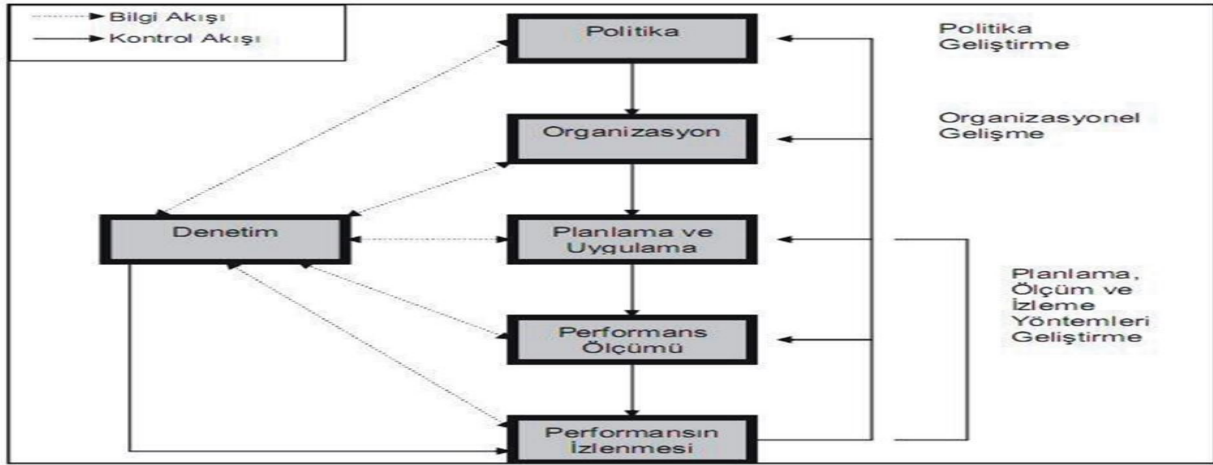 Bilgi Akışı
Kontrol Akışı
Politika
Politika
Geliştirme
Organizasyon
Organizasyonel
Gelişme
Denetim
Planlama ve
Uygulama
Planlama,
Ölçüm ve
İzleme
Yöntemleri
Geliştirme
Performans
Ölçümü
Performansın
İzlenmesi